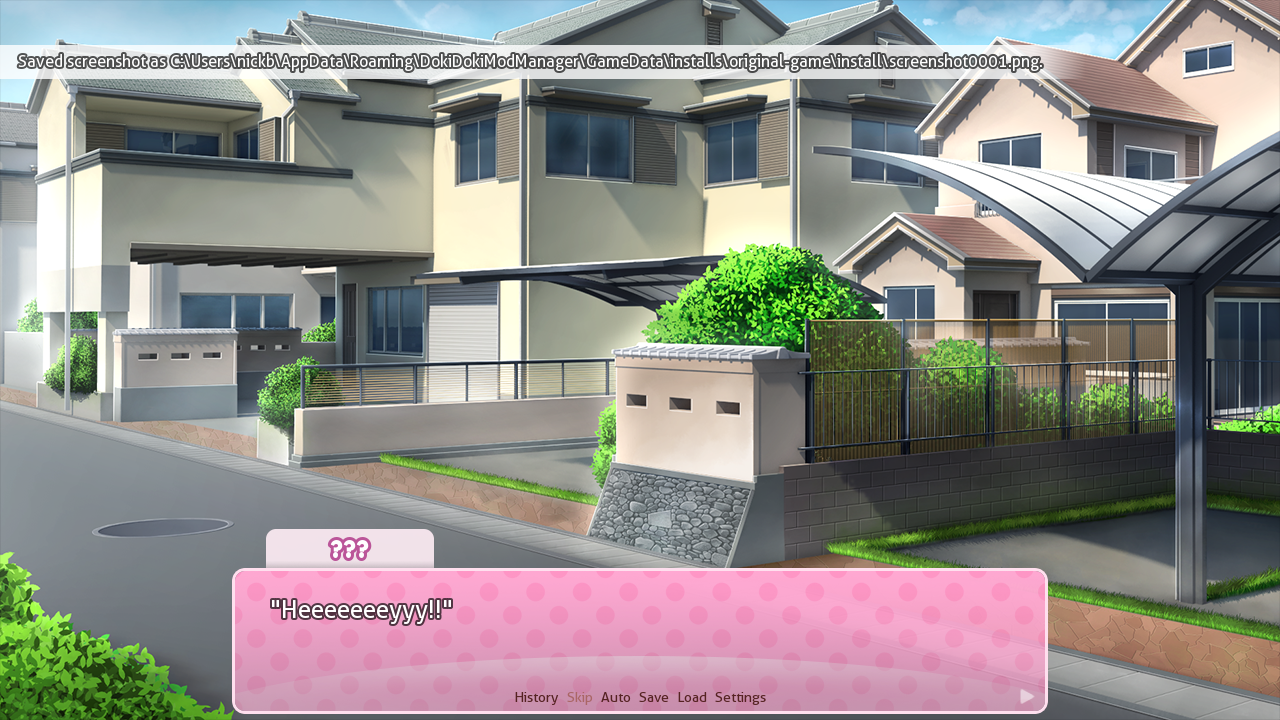 Saved screenshot as C:\Users\nickb\AppData\Roaming\DokiDokiModManager\GameData\installs\original-game\install\screenshot0001.png.
???
"Heeeeeeeyyy!!"
History Skip Auto Save Load Settings